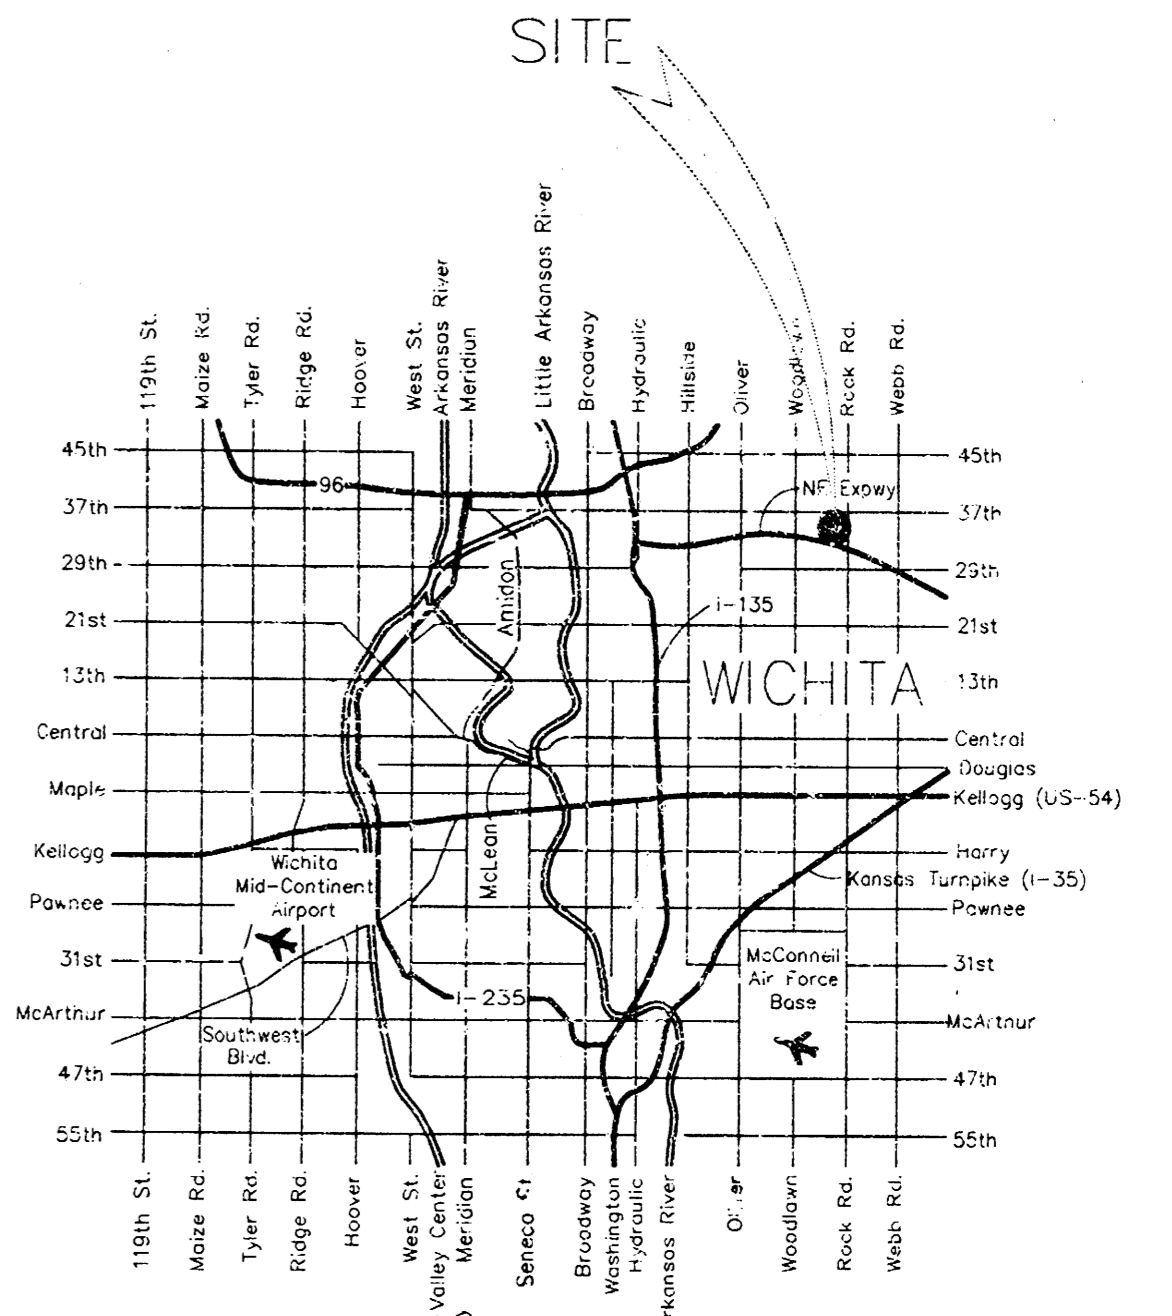 SITE
119th St.
Maize Rd.
Tyler Rd.
Ridge Rd.
Hoover
West St.
Arkansas River
Meridian
Little Arkansas River
Broadway
Hydraulic
Hillside
Oliver
Rock Rd.
Webb Rd.
45th
45th
96
NE Expwy
37th
37th
29th
29th
Amidon
I-135
21st
21st
WICHITA
13th
13th
Central
Central
Douglas
Maple
Kellogg (US-54)
McLean
Kellogg
Harry
Wichita
Mid-Continent
Airport
Kansas Turnpike (I-35)
Pawnee
Pawnee
31st
31st
McConnell
Air Force
Base
I-235
McArthur
McArthur
Southwest
Blvd.
47th
47th
55th
55th
119th St.
Maize Rd.
Tyler Rd.
Ridge Rd.
Hoover
West St.
Valley Center
Meridian
Seneca St
Broadway
Washington
Hydraulic
rkansas River
Woodlawn
Rock Rd.
Webb Rd.